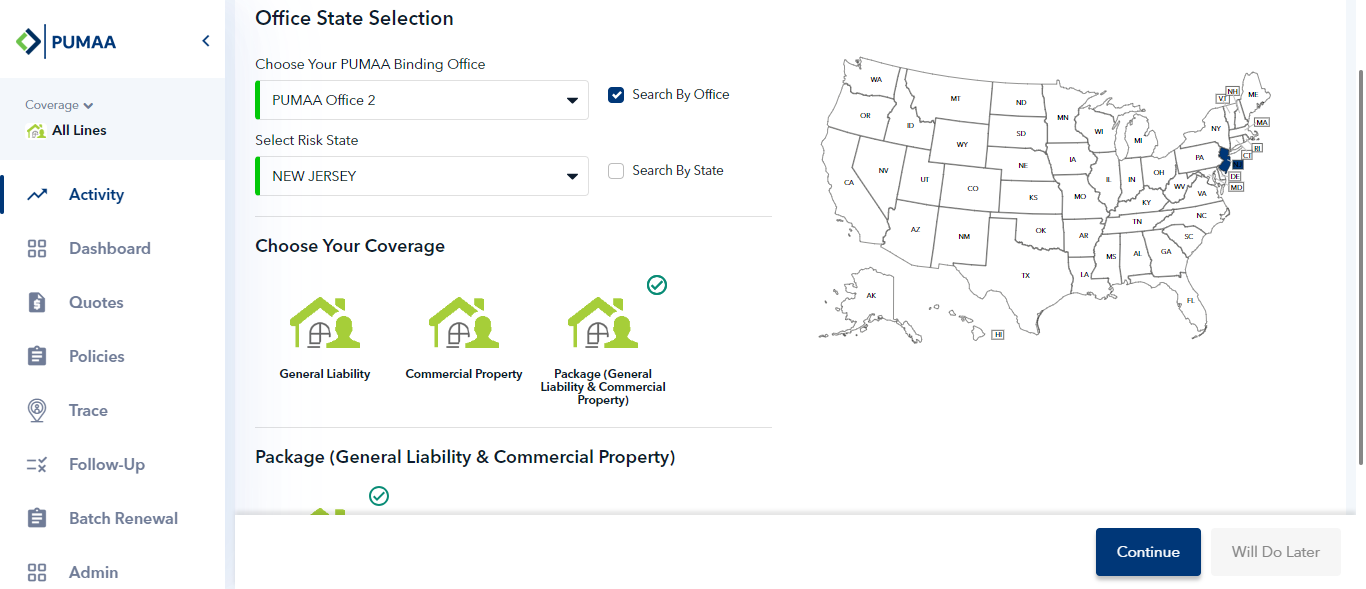 PUMAA
Coverage
All Lines
Activity
Dashboard
Quotes
Policies
Trace
Follow-Up
Batch Renewal
Admin
Office State Selection
Choose Your PUMAA Binding Office
PUMAA Office 2
Search By Office
Select Risk State
NEW JERSEY
Search By State
Choose Your Coverage
General Liability
Commercial Property
Package (General
Liability & Commercial
Property)
Package (General Liability & Commercial Property)
WA
MT
ND
MN
OR
ID
SD
WI
MI
NY
VT
NH
ME
MA
WY
NE
IA
PA
RI
CT
NV
UT
CO
IL
IN
OH
DE
MD
CA
KS
MO
KY
WV
VA
AZ
NM
OK
AR
TN
NC
SC
TX
LA
MS
AL
GA
AK
HI
FL
Continue
Will Do Later